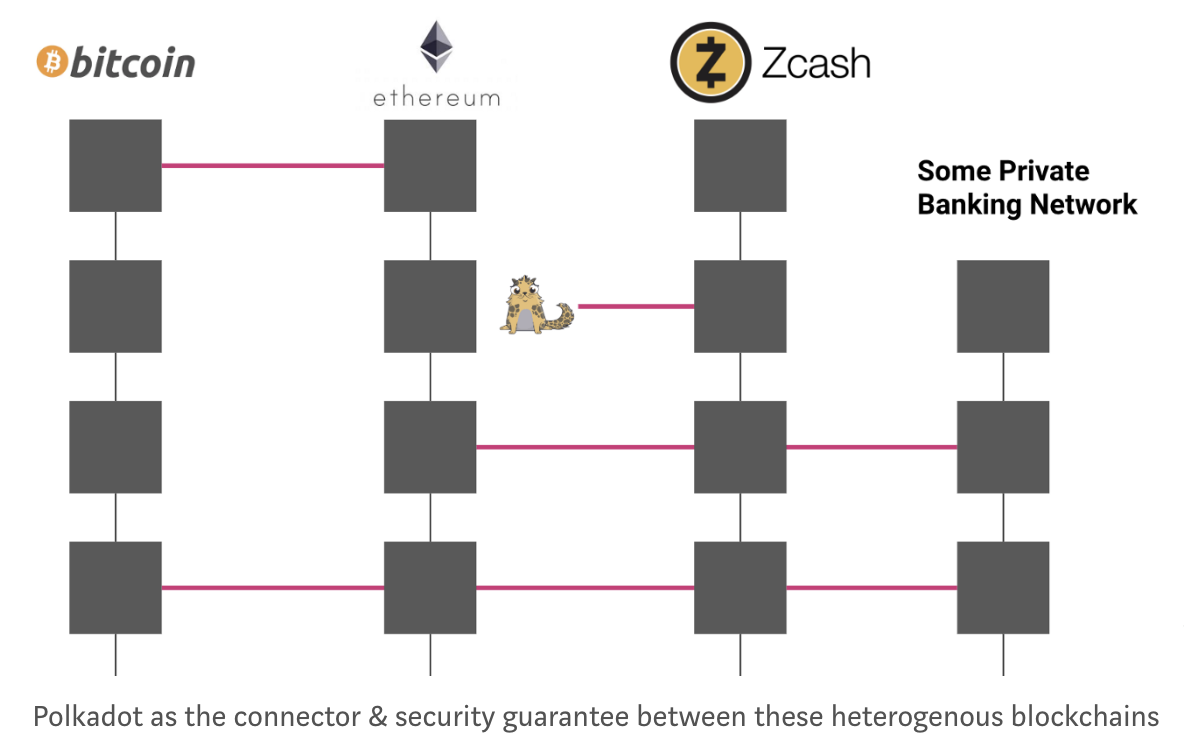 bitcoin
ethereum
Zcash
Some Private
Banking Network
Polkadot as the connector & security guarantee between these heterogenous blockchains